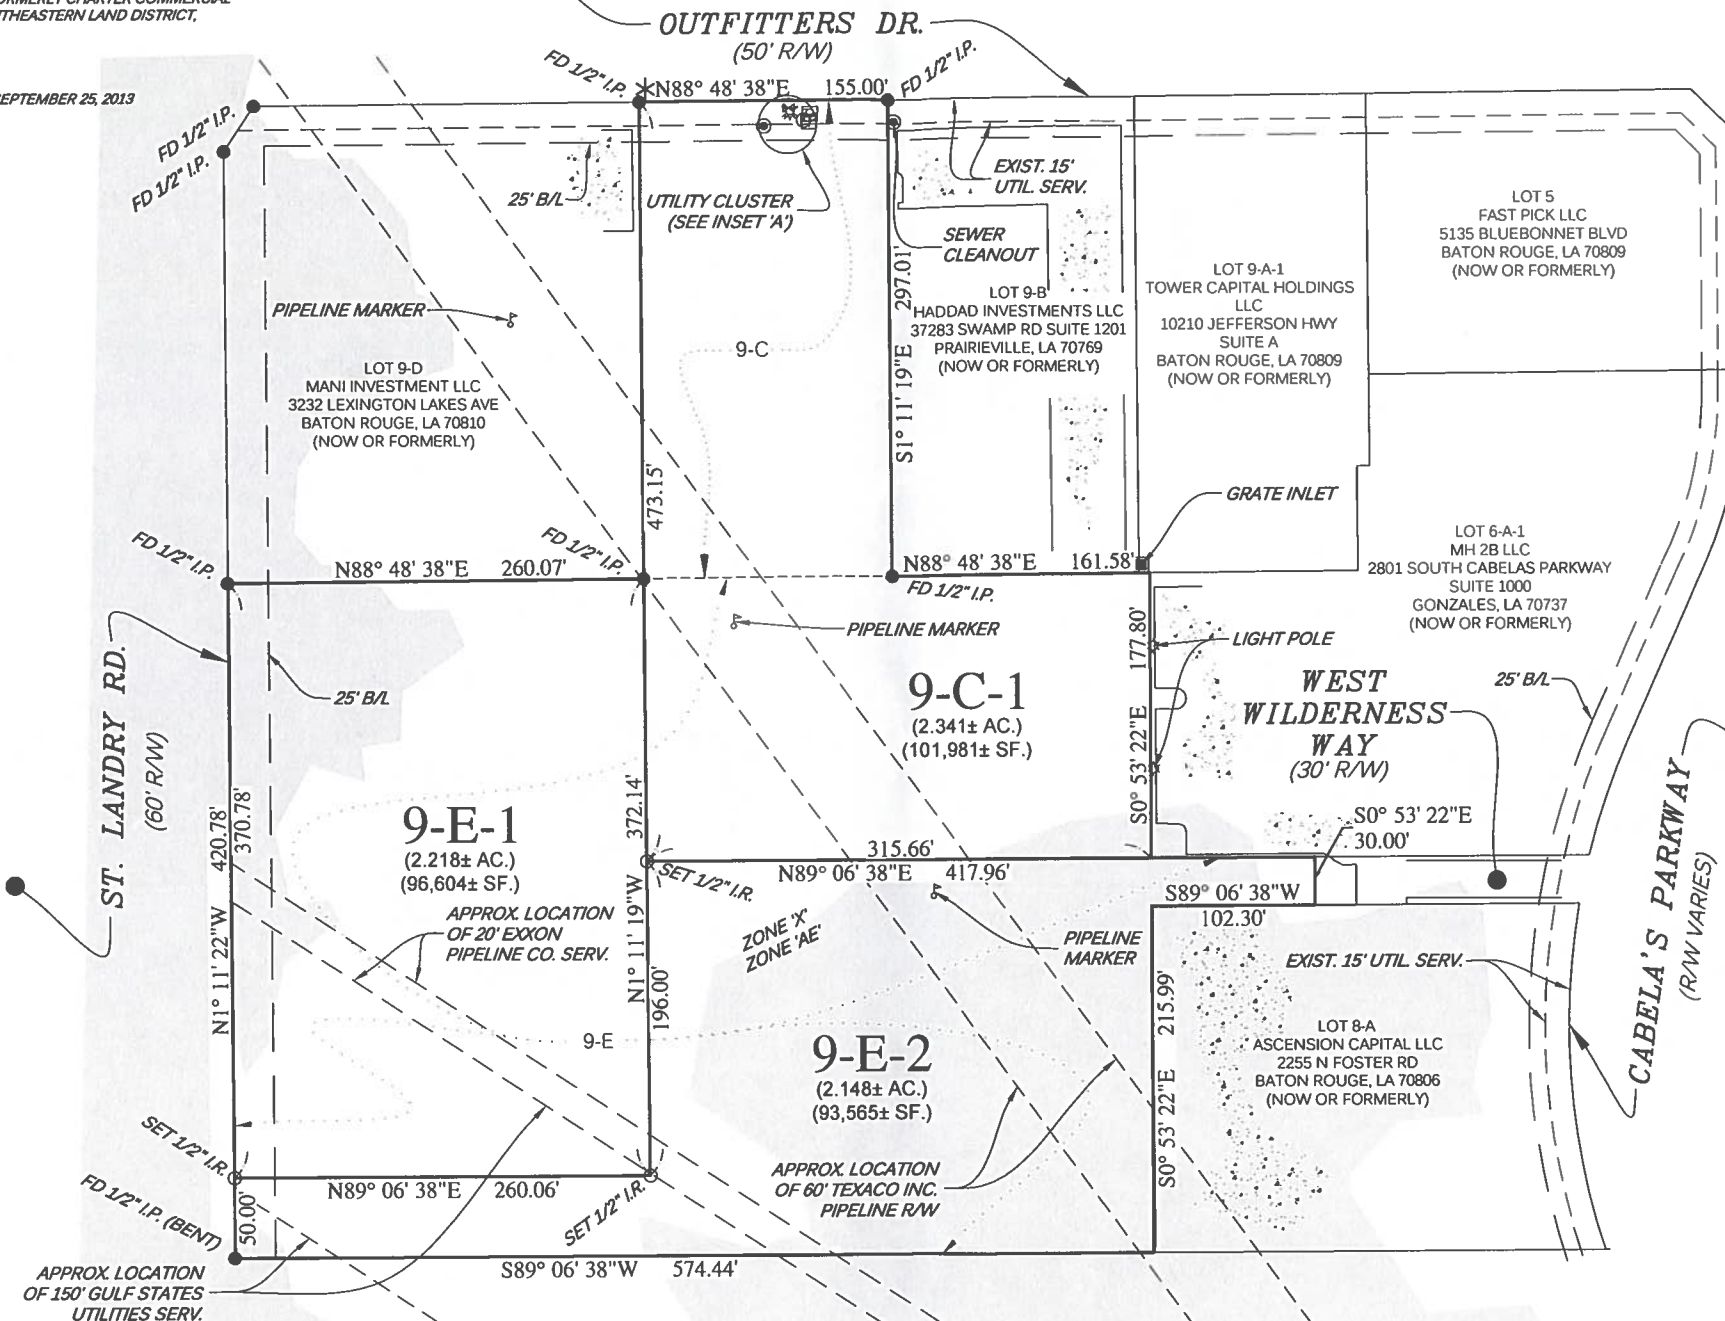 FORMERLY CHARTER COMMERCIAL
THEASTERN LAND DISTRICT,
EPTEMBER 25, 2013
OUTFITTERS DR.
(50' R/W)
FD 1/2" I.P.
N88° 48' 38"E 155.00'
FD 1/2" I.P.
FD 1/2" I.P.
FD 1/2" I.P.
25' B/L
UTILITY CLUSTER
(SEE INSET 'A')
EXIST. 15'
UTIL. SERV.
SEWER
CLEANOUT
LOT 5
FAST PICK LLC
5135 BLUEBONNET BLVD
BATON ROUGE, LA 70809
(NOW OR FORMERLY)
LOT 9-A-1
TOWER CAPITAL HOLDINGS
LLC
10210 JEFFERSON HWY
SUITE A
BATON ROUGE, LA 70809
(NOW OR FORMERLY)
LOT 9-B
HADDAD INVESTMENTS LLC
37283 SWAMP RD SUITE 1201
PRAIRIEVILLE, LA 70769
(NOW OR FORMERLY)
S1° 11' 19"E 297.01'
PIPELINE MARKER
9-C
LOT 9-D
MANI INVESTMENT LLC
3232 LEXINGTON LAKES AVE
BATON ROUGE, LA 70810
(NOW OR FORMERLY)
473.15'
GRATE INLET
LOT 6-A-1
MH 2B LLC
2801 SOUTH CABELAS PARKWAY
SUITE 1000
GONZALES, LA 70737
(NOW OR FORMERLY)
FD 1/2" I.P.
N88° 48' 38"E 260.07'
FD 1/2" I.P.
N88° 48' 38"E 161.58'
FD 1/2" I.P.
PIPELINE MARKER
LIGHT POLE
S0° 53' 22"E 177.80'
25' B/L
ST. LANDRY RD.
(60' R/W)
9-C-1
(2.341± AC.)
(101,981± SF.)
WEST
WILDERNESS
WAY
(30' R/W)
25' B/L
CABELA'S PARKWAY
(R/W VARIES)
S0° 53' 22"E
30.00'
420.78'
370.78'
N1° 11' 22"W
9-E-1
(2.218± AC.)
(96,604± SF.)
372.14'
N1° 11' 19"W
196.00'
315.66'
N89° 06' 38"E 417.96'
SET 1/2" I.R.
S89° 06' 38"W
102.30'
APPROX. LOCATION
OF 20' EXXON
PIPELINE CO. SERV.
ZONE 'X'
ZONE 'AE'
PIPELINE
MARKER
EXIST. 15' UTIL. SERV.
9-E
S0° 53' 22"E 215.99'
LOT 8-A
ASCENSION CAPITAL LLC
2255 N FOSTER RD
BATON ROUGE, LA 70806
(NOW OR FORMERLY)
9-E-2
(2.148± AC.)
(93,565± SF.)
SET 1/2" I.R.
N89° 06' 38"E 260.06'
SET 1/2" I.R.
APPROX. LOCATION
OF 60' TEXACO INC.
PIPELINE R/W
FD 1/2" I.P. (BENT)
50.00'
S89° 06' 38"W 574.44'
APPROX. LOCATION
OF 150' GULF STATES
UTILITIES SERV.